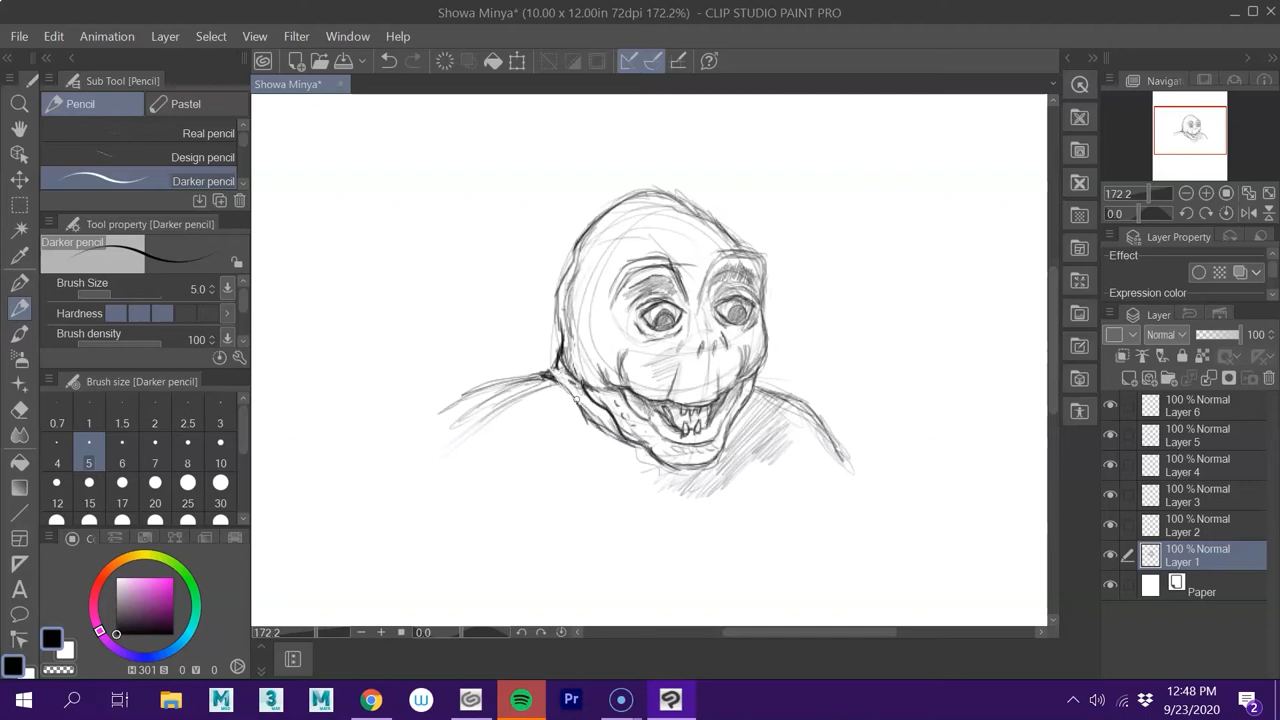 Showa Minya* (10.00 x 12.00in 72dpi 172.2%) - CLIP STUDIO PAINT PRO
File Edit Animation Layer Select View Filter Window Help
Sub Tool [Pencil]
Showa Minya*
Navigat
Pencil Pastel
Real pencil
Design pencil
Darker pencil
172.2
0.0
Tool property [Darker pencil]
Darker pencil
Layer Property
Effect
Brush Size 5.0
Expression color
Hardness
Layer
Brush density 100
Normal 100
Brush size [Darker pencil]
0.7 1 1.5 2 2.5 3
4 5 6 7 8 10
12 15 17 20 25 30
100 % Normal
Layer 6
100 % Normal
Layer 5
100 % Normal
Layer 4
100 % Normal
Layer 3
100 % Normal
Layer 2
100 % Normal
Layer 1
Paper
172.2 0.0
H 301 S 0 V 0
12:48 PM
9/23/2020
2